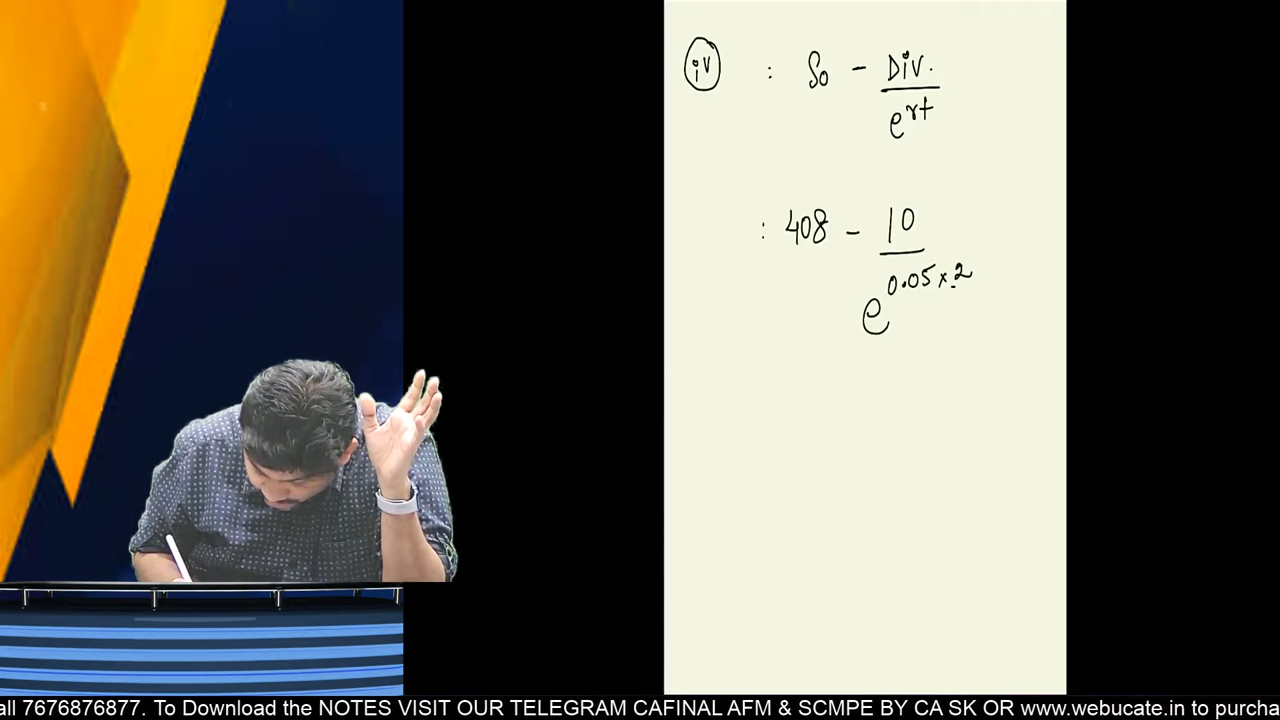 (iv) : S₀ - Div. / e^rt
: 408 - 10 / e^0.05×2
all 7676876877. To Download the NOTES VISIT OUR TELEGRAM CAFINAL AFM & SCMPE BY CA SK OR www.webucate.in to purcha